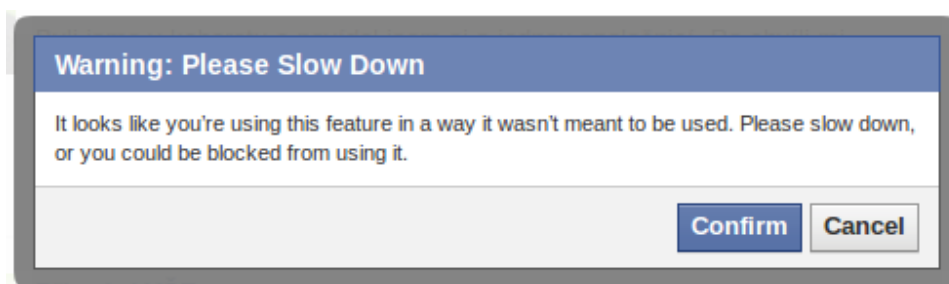 Warning: Please Slow Down
It looks like you're using this feature in a way it wasn't meant to be used. Please slow down,
or you could be blocked from using it.
Confirm Cancel